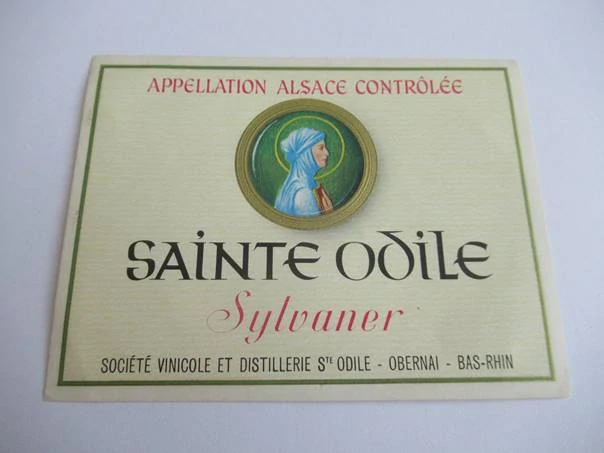 APPELLATION ALSACE CONTRÔLÉE
SAINTE ODILE
Sylvaner
SOCIÉTÉ VINICOLE ET DISTILLERIE STE ODILE - OBERNAI - BAS-RHIN